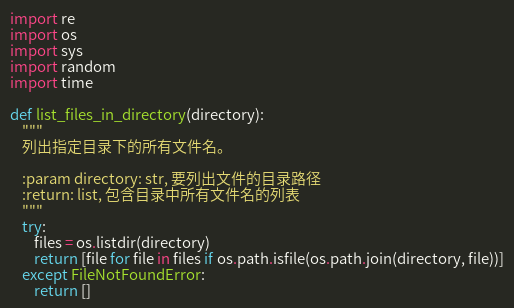 import re
import os
import sys
import random
import time

def list_files_in_directory(directory):
    """
    列出指定目录下的所有文件名。

    :param directory: str, 要列出文件的目录路径
    :return: list, 包含目录中所有文件名的列表
    """
    try:
        files = os.listdir(directory)
        return [file for file in files if os.path.isfile(os.path.join(directory, file))]
    except FileNotFoundError:
        return []